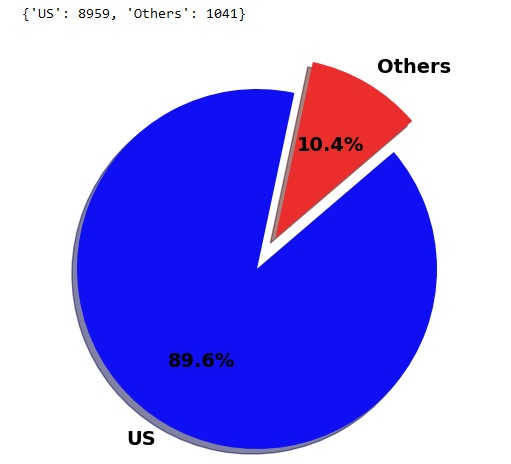 {'US': 8959, 'Others': 1041}
Others
10.4%
89.6%
US